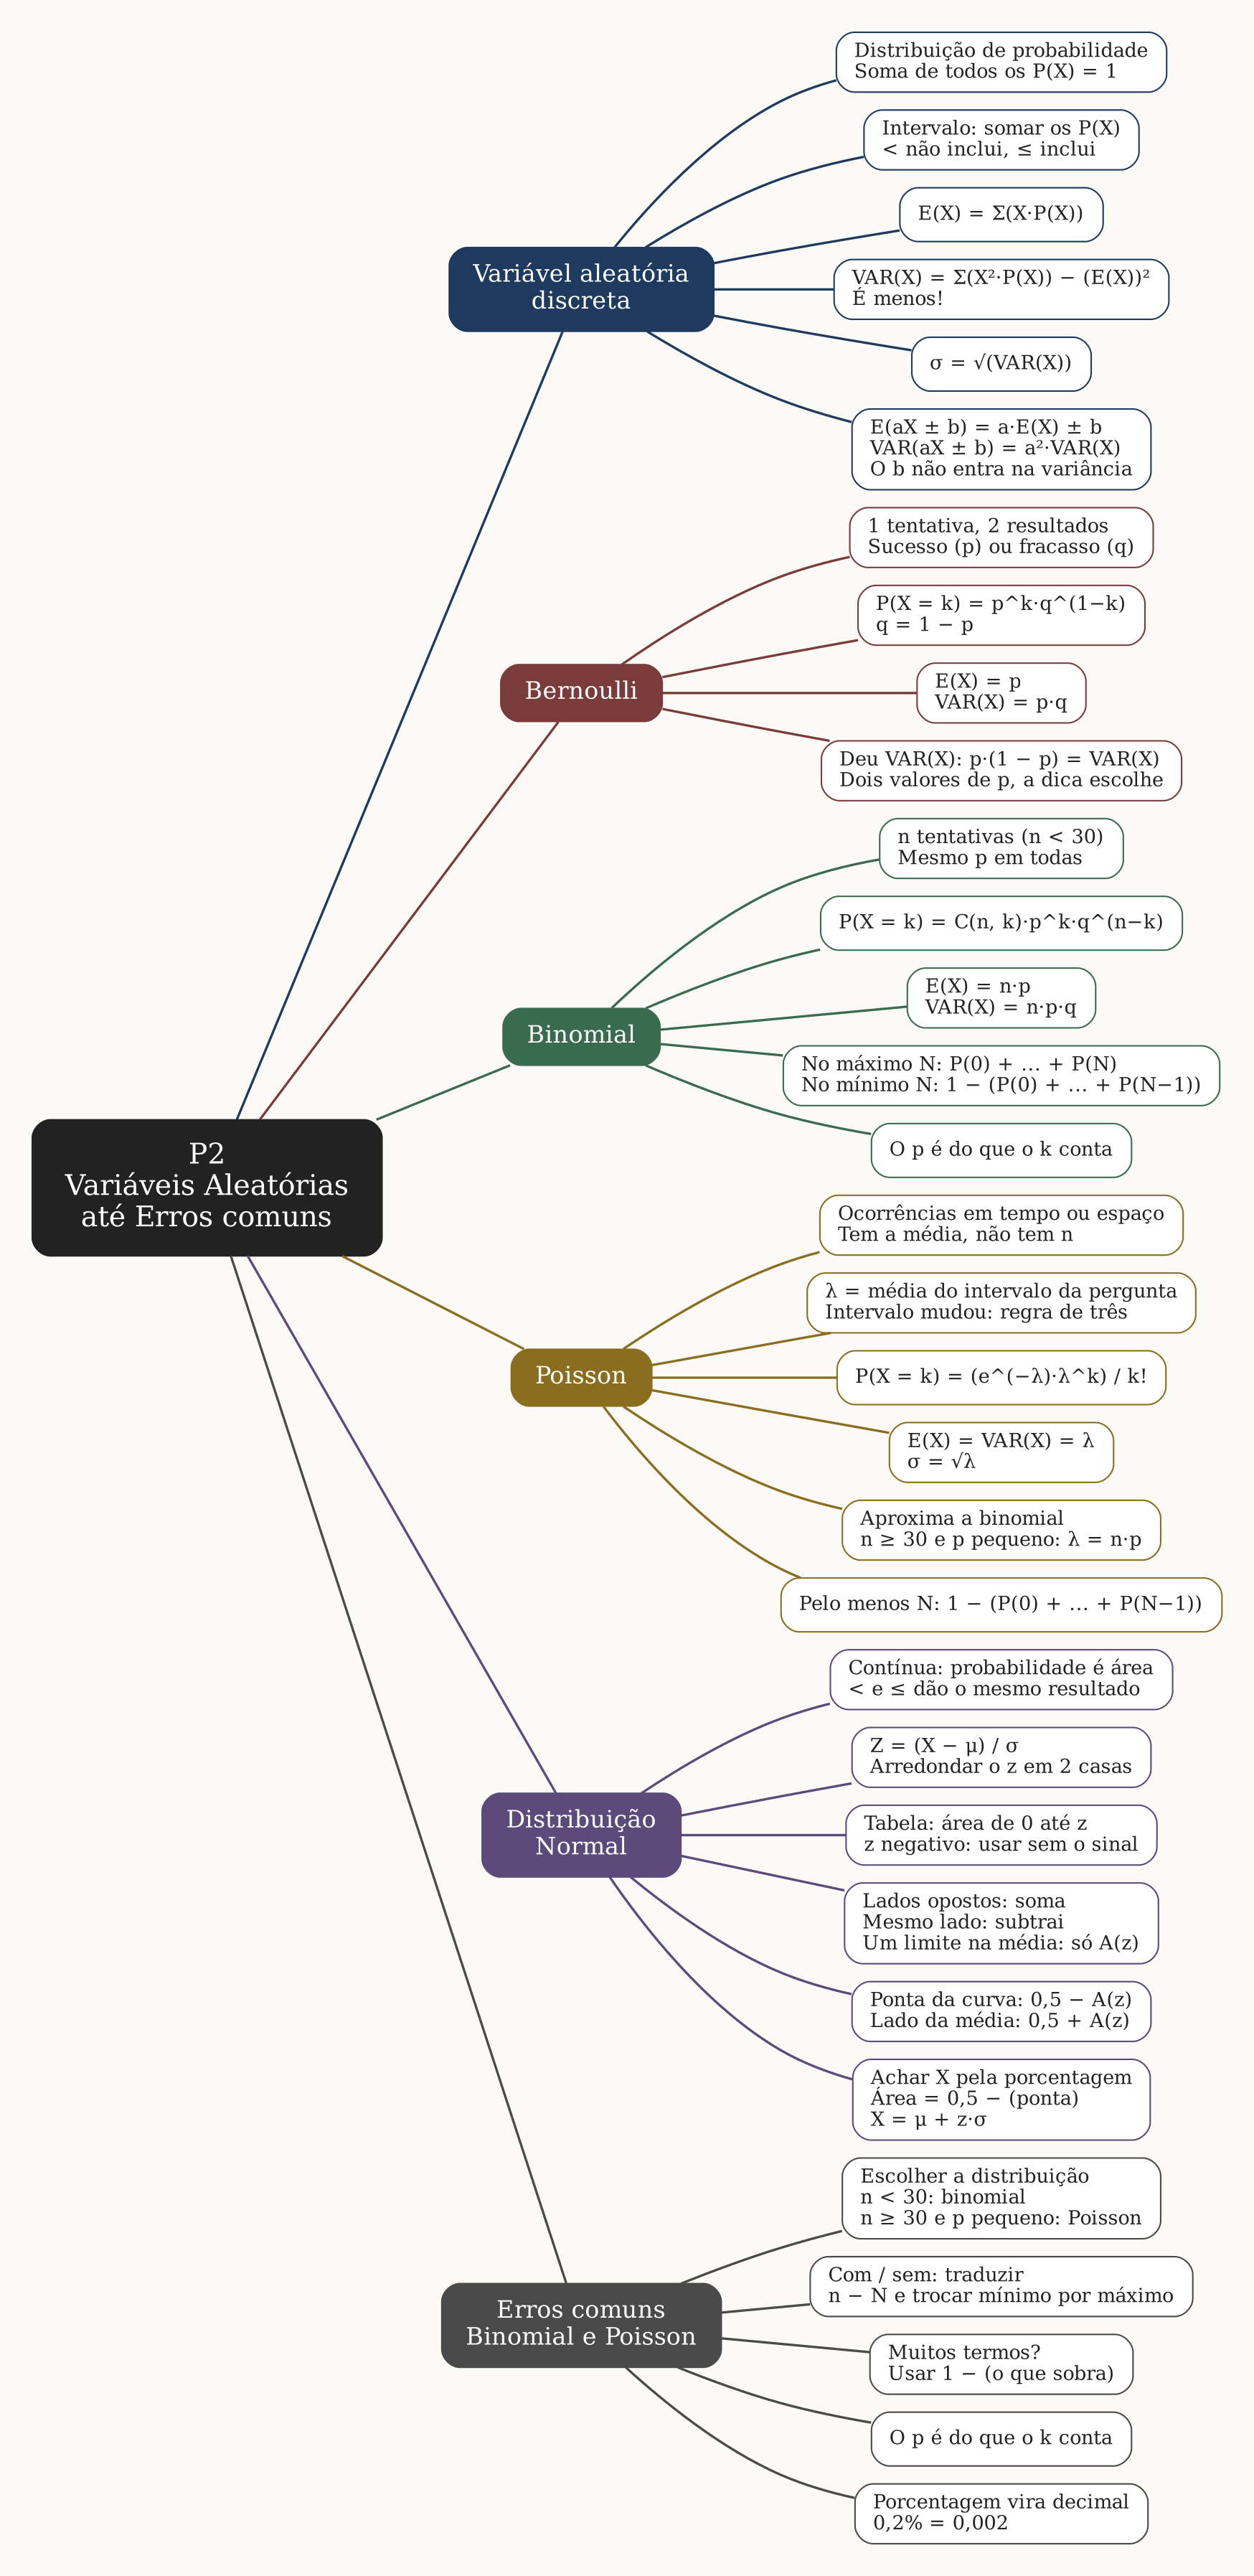 P2
Variáveis Aleatórias
até Erros comuns
Variável aleatória
discreta
Distribuição de probabilidade
Soma de todos os P(X) = 1
Intervalo: somar os P(X)
< não inclui, ≤ inclui
E(X) = Σ(X·P(X))
VAR(X) = Σ(X²·P(X)) − (E(X))²
É menos!
σ = √(VAR(X))
E(aX ± b) = a·E(X) ± b
VAR(aX ± b) = a²·VAR(X)
O b não entra na variância
Bernoulli
1 tentativa, 2 resultados
Sucesso (p) ou fracasso (q)
P(X = k) = p^k·q^(1−k)
q = 1 − p
E(X) = p
VAR(X) = p·q
Deu VAR(X): p·(1 − p) = VAR(X)
Dois valores de p, a dica escolhe
Binomial
n tentativas (n < 30)
Mesmo p em todas
P(X = k) = C(n, k)·p^k·q^(n−k)
E(X) = n·p
VAR(X) = n·p·q
No máximo N: P(0) + ... + P(N)
No mínimo N: 1 − (P(0) + ... + P(N−1))
O p é do que o k conta
Poisson
Ocorrências em tempo ou espaço
Tem a média, não tem n
λ = média do intervalo da pergunta
Intervalo mudou: regra de três
P(X = k) = (e^(−λ)·λ^k) / k!
E(X) = VAR(X) = λ
σ = √λ
Aproxima a binomial
n ≥ 30 e p pequeno: λ = n·p
Pelo menos N: 1 − (P(0) + ... + P(N−1))
Distribuição
Normal
Contínua: probabilidade é área
< e ≤ dão o mesmo resultado
Z = (X − μ) / σ
Arredondar o z em 2 casas
Tabela: área de 0 até z
z negativo: usar sem o sinal
Lados opostos: soma
Mesmo lado: subtrai
Um limite na média: só A(z)
Ponta da curva: 0,5 − A(z)
Lado da média: 0,5 + A(z)
Achar X pela porcentagem
Área = 0,5 − (ponta)
X = μ + z·σ
Erros comuns
Binomial e Poisson
Escolher a distribuição
n < 30: binomial
n ≥ 30 e p pequeno: Poisson
Com / sem: traduzir
n − N e trocar mínimo por máximo
Muitos termos?
Usar 1 − (o que sobra)
O p é do que o k conta
Porcentagem vira decimal
0,2% = 0,002